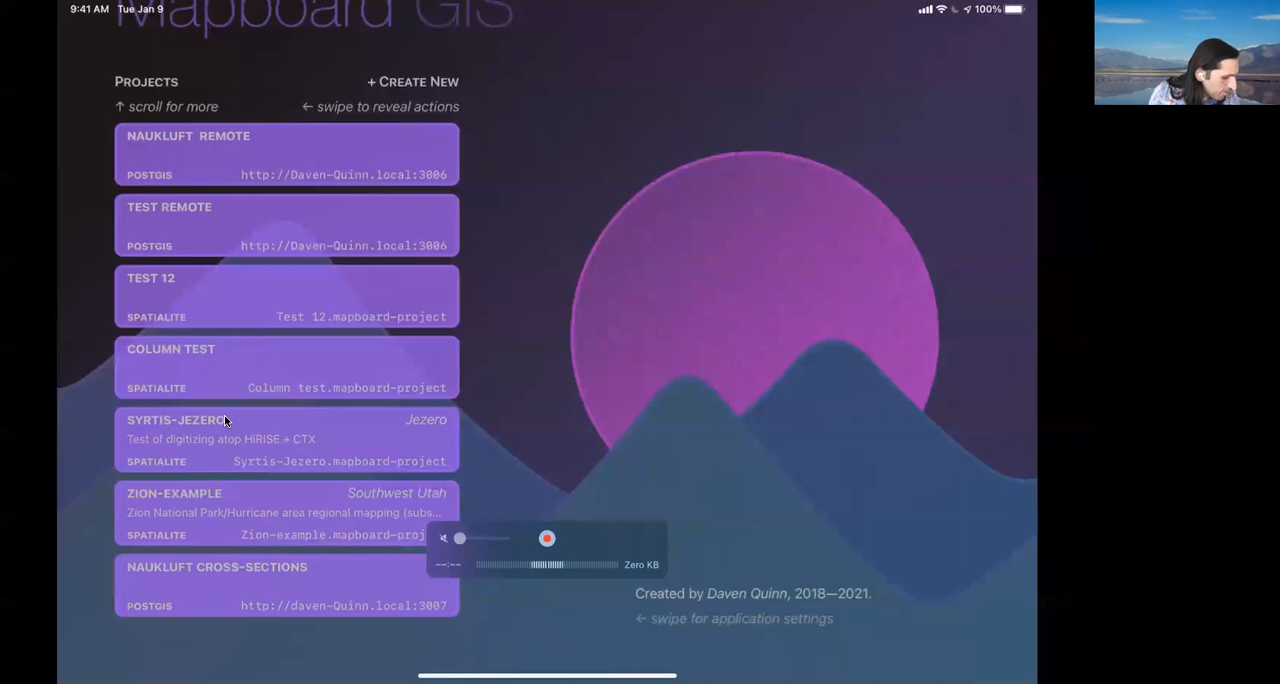 9:41 AM Tue Jan 9
100%
Mapboard GIS
PROJECTS
+ CREATE NEW
↑ scroll for more
← swipe to reveal actions
NAUKLUFT REMOTE
POSTGIS
http://Daven-Quinn.local:3006
TEST REMOTE
POSTGIS
http://Daven-Quinn.local:3006
TEST 12
SPATIALITE
Test 12.mapboard-project
COLUMN TEST
SPATIALITE
Column test.mapboard-project
SYRTIS-JEZERO
Jezero
Test of digitizing atop HiRISE + CTX
SPATIALITE
Syrtis-Jezero.mapboard-project
ZION-EXAMPLE
Southwest Utah
Zion National Park/Hurricane area regional mapping (subs...
SPATIALITE
Zion-example.mapboard-proj
NAUKLUFT CROSS-SECTIONS
POSTGIS
http://daven-Quinn.local:3007
--:--
Zero KB
Created by Daven Quinn, 2018—2021.
← swipe for application settings